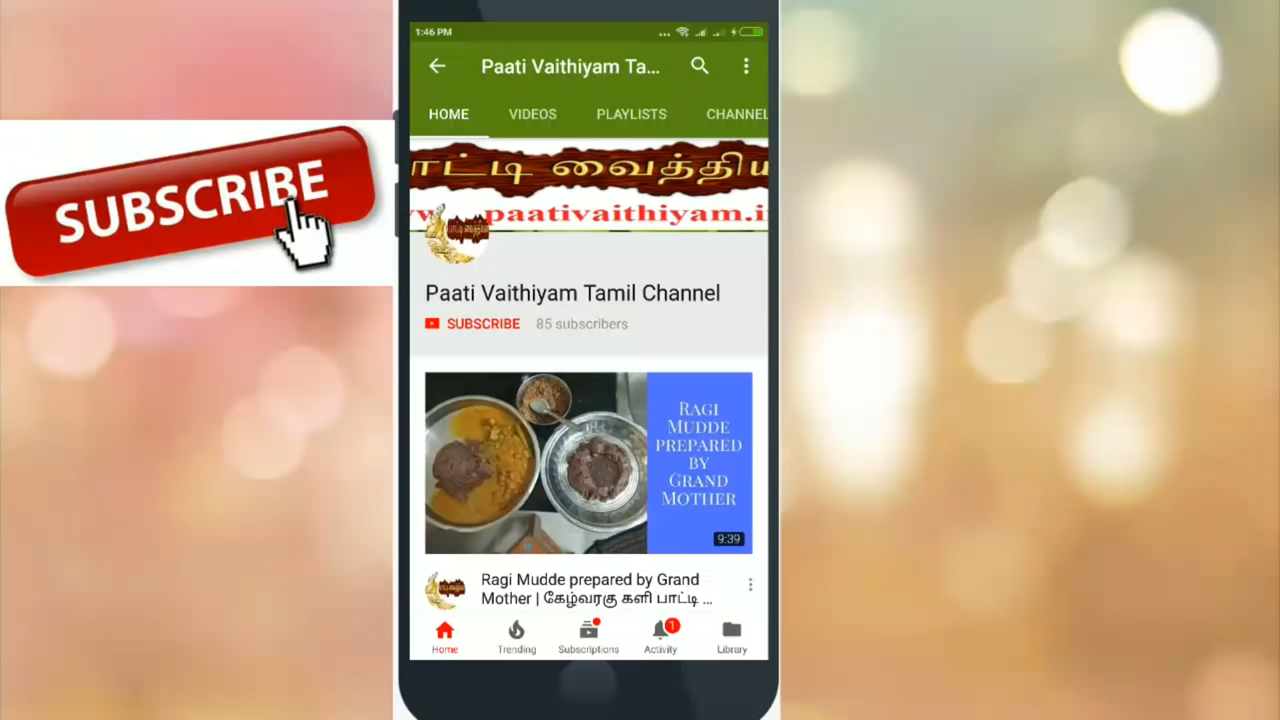 SUBSCRIBE
1:46 PM
Paati Vaithiyam Ta...
HOME VIDEOS PLAYLISTS CHANNEL
ாட்டி வைத்திய
paativaithiyam.i
Paati Vaithiyam Tamil Channel
SUBSCRIBE 85 subscribers
RAGI
MUDDE
PREPARED
BY
GRAND
MOTHER
9:39
Ragi Mudde prepared by Grand
Mother | கேழ்வரகு களி பாட்டி ...
1
Home Trending Subscriptions Activity Library